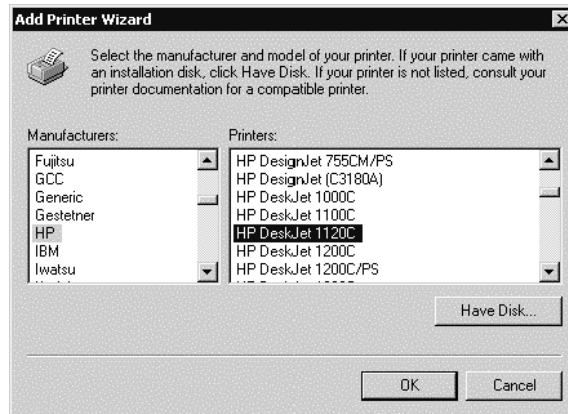 Add Printer Wizard
Select the manufacturer and model of your printer. If your printer came with
an installation disk, click Have Disk. If your printer is not listed, consult your
printer documentation for a compatible printer.
Manufacturers:
Fujitsu
GCC
Generic
Gestetner
HP
IBM
Iwatsu
Printers:
HP DesignJet 755CM/PS
HP DesignJet (C3180A)
HP DeskJet 1000C
HP DeskJet 1100C
HP DeskJet 1120C
HP DeskJet 1200C
HP DeskJet 1200C/PS
Have Disk...
OK
Cancel